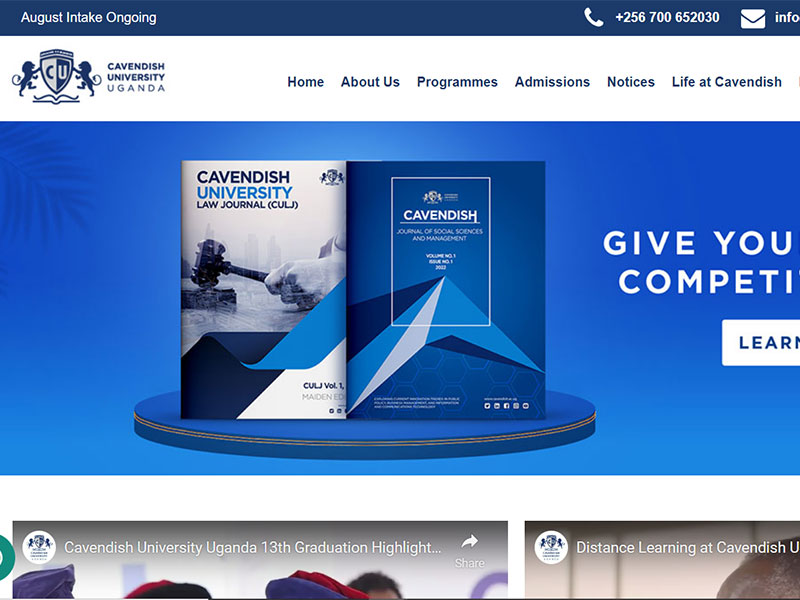 August Intake Ongoing
+256 700 652030
info
CAVENDISH
UNIVERSITY
UGANDA
Home About Us Programmes Admissions Notices Life at Cavendish
CAVENDISH
UNIVERSITY
LAW JOURNAL (CULJ)
CULJ Vol. 1,
MAIDEN EDI
CAVENDISH
JOURNAL OF SOCIAL SCIENCES
AND MANAGEMENT
VOLUME NO.1
ISSUE NO. 1
2022
GIVE YOU
COMPETI
LEARN
CU
Cavendish University Uganda 13th Graduation Highlight...
Share
Distance Learning at Cavendish U